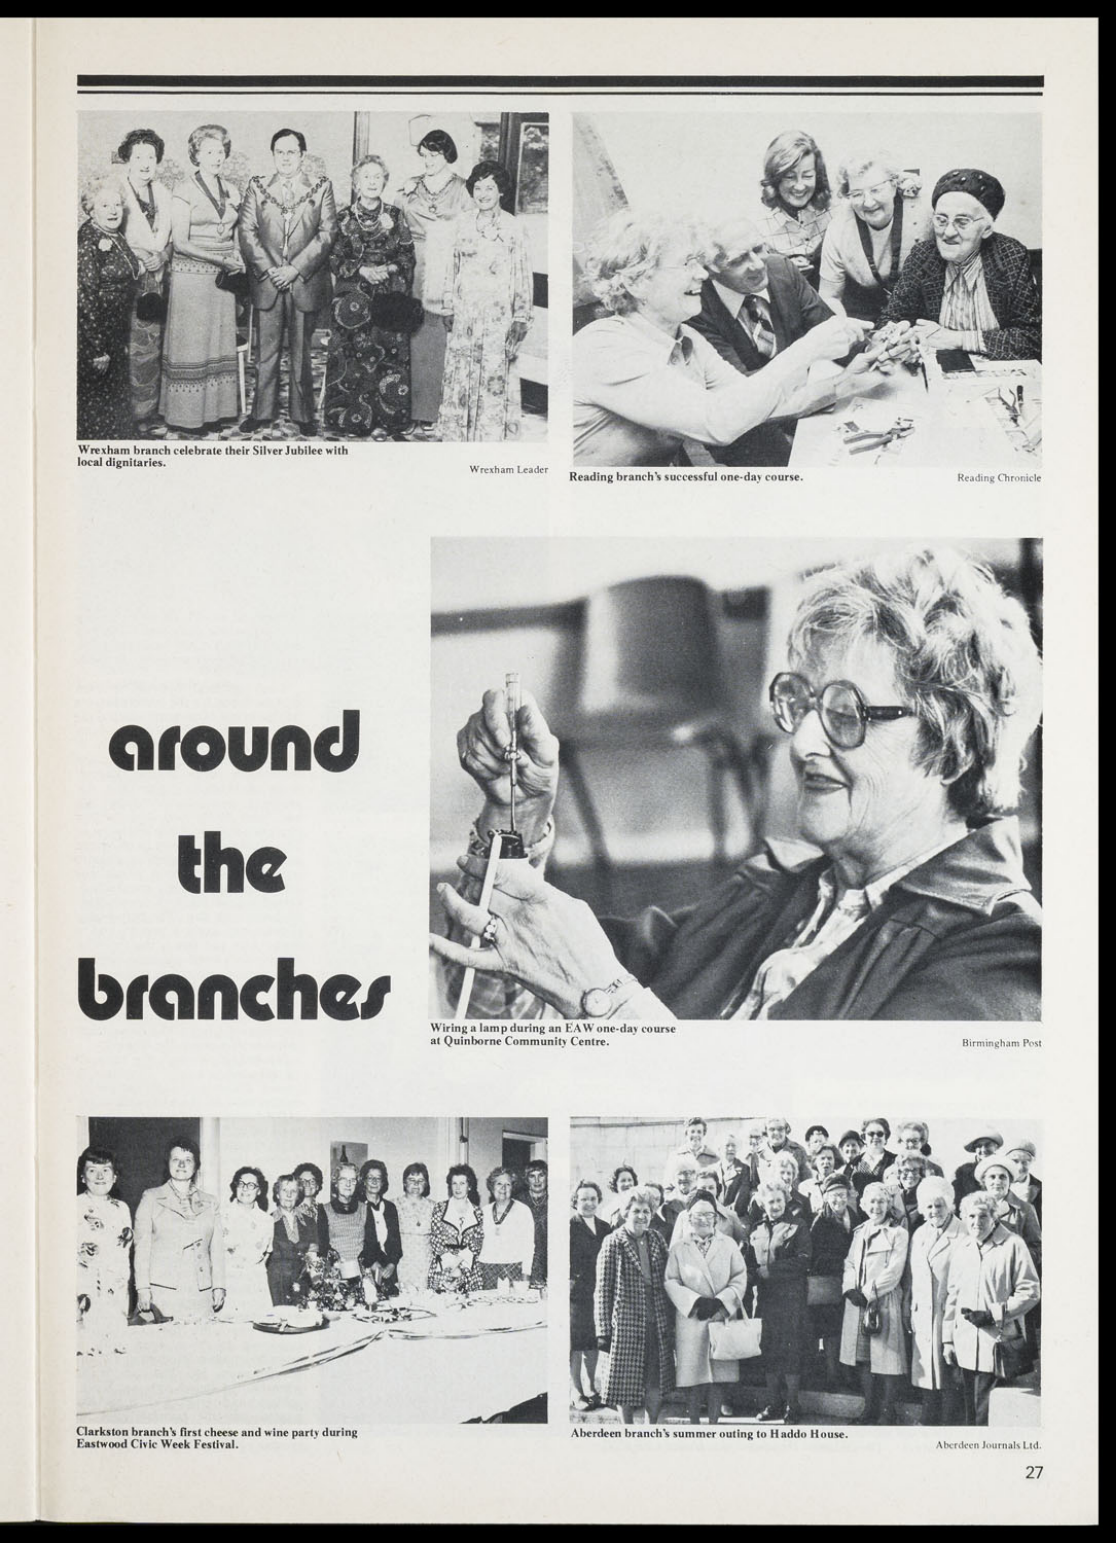 Wrexham branch celebrate their Silver Jubilee with
local dignitaries.
Wrexham Leader
Reading branch's successful one-day course.
Reading Chronicle
around
the
branches
Wiring a lamp during an EAW one-day course
at Quinborne Community Centre.
Birmingham Post
Clarkston branch's first cheese and wine party during
Eastwood Civic Week Festival.
Aberdeen branch's summer outing to Haddo House.
Aberdeen Journals Ltd.
27